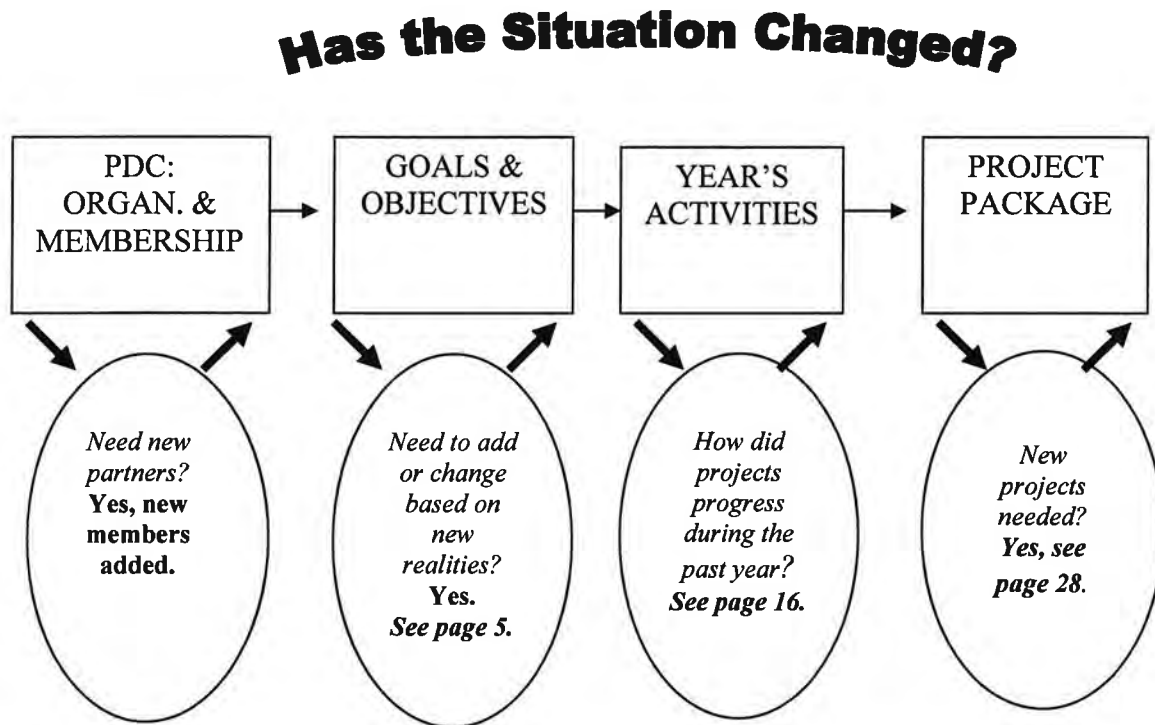 Has the Situation Changed?
PDC:
ORGAN. &
MEMBERSHIP
GOALS &
OBJECTIVES
YEAR'S
ACTIVITIES
PROJECT
PACKAGE
Need new
partners?
Yes, new
members
added.
Need to add
or change
based on
new
realities?
Yes.
See page 5.
How did
projects
progress
during the
past year?
See page 16.
New
projects
needed?
Yes, see
page 28.